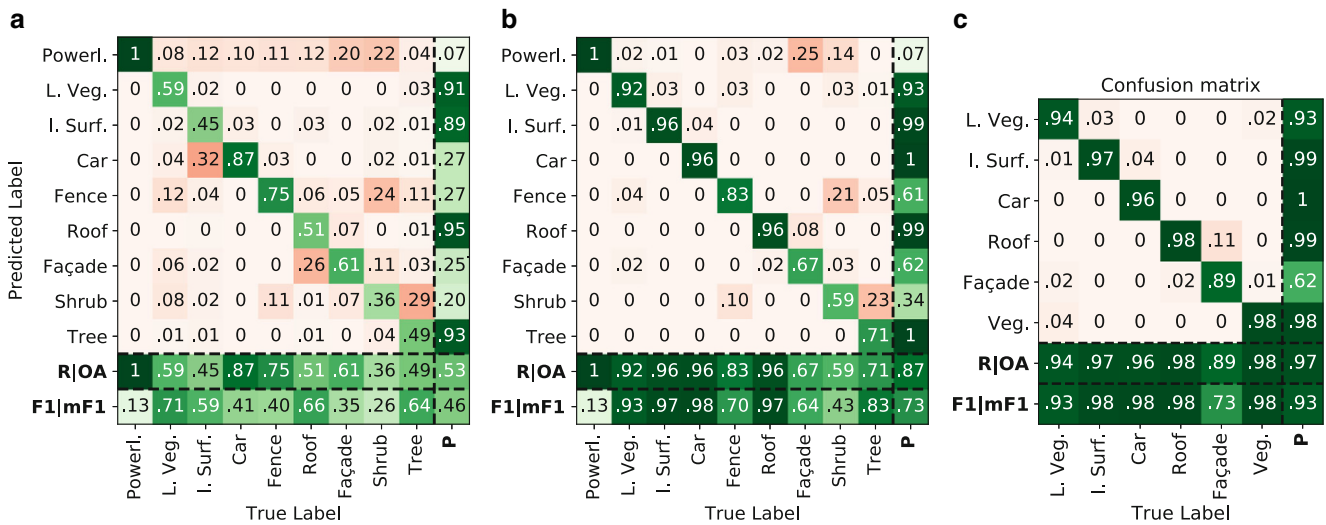 a
Powerl. 1 .08 .12 .10 .11 .12 .20 .22 .04 .07
L. Veg. 0 .59 .02 0 0 0 0 0 .03 .91
I. Surf. 0 .02 .45 .03 0 .03 0 .02 .01 .89
Car 0 .04 .32 .87 .03 0 0 .02 .01 .27
Fence 0 .12 .04 0 .75 .06 .05 .24 .11 .27
Roof 0 0 0 0 0 .51 .07 0 .01 .95
Façade 0 .06 .02 0 0 .26 .61 .11 .03 .25
Shrub 0 .08 .02 0 .11 .01 .07 .36 .29 .20
Tree 0 .01 .01 0 0 .01 0 .04 .49 .93
R|OA 1 .59 .45 .87 .75 .51 .61 .36 .49 .53
F1|mF1 .13 .71 .59 .41 .40 .66 .35 .26 .64 .46
Powerl. L. Veg. I. Surf. Car Fence Roof Façade Shrub Tree P
True Label
Predicted Label
b
Powerl. 1 .02 .01 0 .03 .02 .25 .14 0 .07
L. Veg. 0 .92 .03 0 .03 0 0 .03 .01 .93
I. Surf. 0 .01 .96 .04 0 0 0 0 0 .99
Car 0 0 0 .96 0 0 0 0 0 1
Fence 0 .04 0 0 .83 0 0 .21 .05 .61
Roof 0 0 0 0 0 .96 .08 0 0 .99
Façade 0 .02 0 0 0 .02 .67 .03 0 .62
Shrub 0 0 0 0 .10 0 0 .59 .23 .34
Tree 0 0 0 0 0 0 0 0 .71 1
R|OA 1 .92 .96 .96 .83 .96 .67 .59 .71 .87
F1|mF1 .13 .93 .97 .98 .70 .97 .64 .43 .83 .73
Powerl. L. Veg. I. Surf. Car Fence Roof Façade Shrub Tree P
True Label
c
Confusion matrix
L. Veg. .94 .03 0 0 0 .02 .93
I. Surf. .01 .97 .04 0 0 0 .99
Car 0 0 .96 0 0 0 1
Roof 0 0 0 .98 .11 0 .99
Façade .02 0 0 .02 .89 .01 .62
Veg. .04 0 0 0 0 .98 .98
R|OA .94 .97 .96 .98 .89 .98 .97
F1|mF1 .93 .98 .98 .98 .73 .98 .93
L. Veg. I. Surf. Car Roof Façade Veg. P
True Label